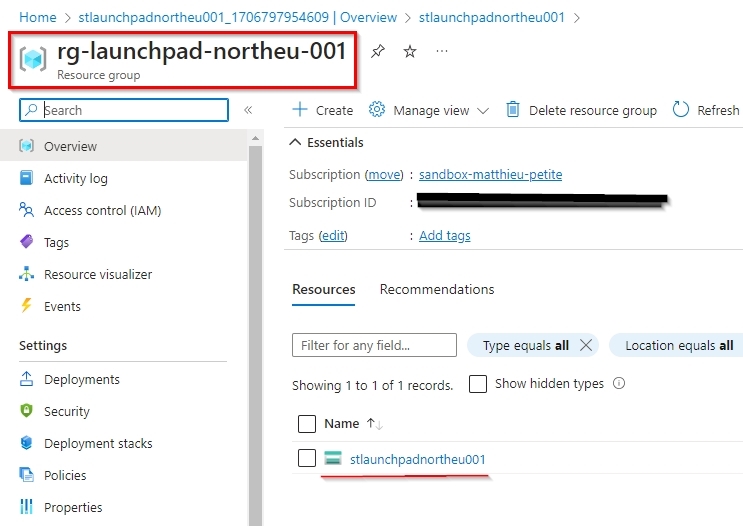 Home > stlaunchpadnortheu001_1706797954609 | Overview > stlaunchpadnortheu001 >
rg-launchpad-northeu-001
Resource group
Search
Overview
Activity log
Access control (IAM)
Tags
Resource visualizer
Events
Settings
Deployments
Security
Deployment stacks
Policies
Properties
Create Manage view Delete resource group Refresh
Essentials
Subscription (move) : sandbox-matthieu-petite
Subscription ID :
Tags (edit) : Add tags
Resources Recommendations
Filter for any field... Type equals all Location equals all
Showing 1 to 1 of 1 records. Show hidden types
Name
stlaunchpadnortheu001